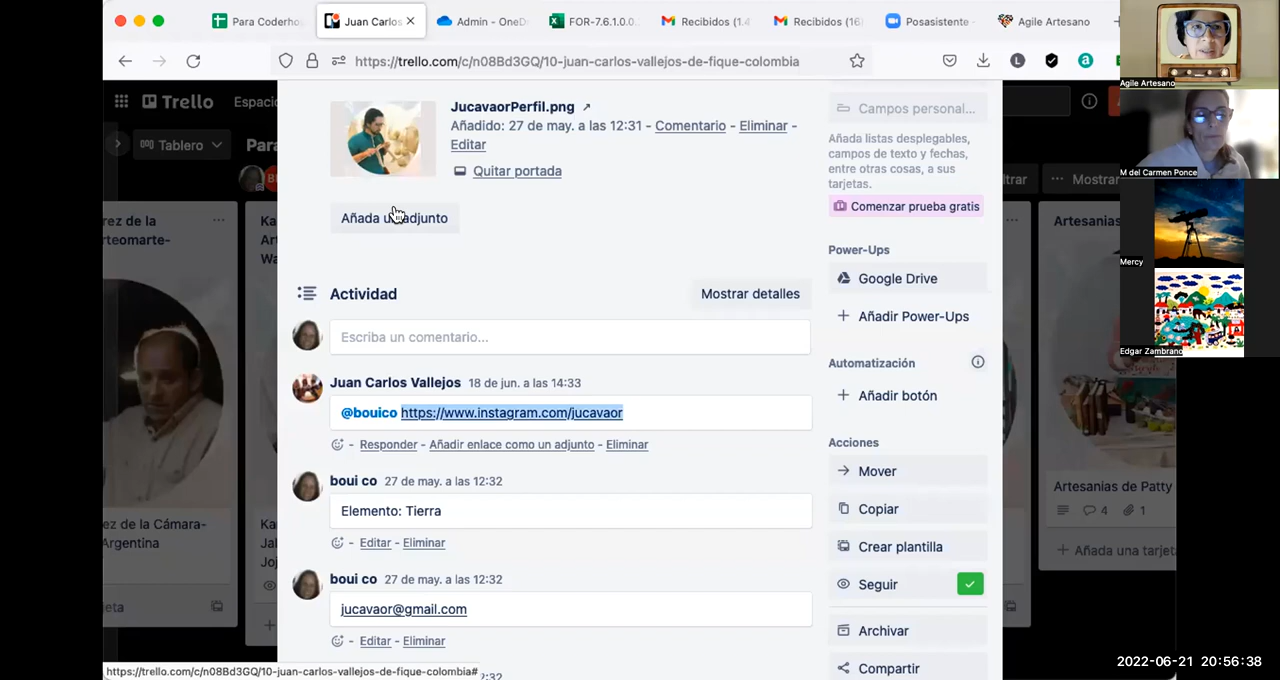 Para Coderho
Juan Carlos
Admin - OneD
FOR-7.6.1.0.
Recibidos (1.4
Recibidos (16
Posasistente -
Agile Artesano
https://trello.com/c/n08Bd3GQ/10-juan-carlos-vallejos-de-fique-colombia
Trello
Espacio
Tablero
Para
Mostrar
JucavaorPerfil.png
Añadido: 27 de may. a las 12:31 - Comentario - Eliminar -
Editar
Quitar portada
Añada un adjunto
Actividad
Mostrar detalles
Escriba un comentario...
Juan Carlos Vallejos 18 de jun. a las 14:33
@bouico https://www.instagram.com/jucavaor
- Responder - Añadir enlace como un adjunto - Eliminar
boui co 27 de may. a las 12:32
Elemento: Tierra
- Editar - Eliminar
boui co 27 de may. a las 12:32
jucavaor@gmail.com
- Editar - Eliminar
Campos personal...
Añada listas desplegables,
campos de texto y fechas,
entre otras cosas, a sus
tarjetas.
Comenzar prueba gratis
Power-Ups
Google Drive
+ Añadir Power-Ups
Automatización
+ Añadir botón
Acciones
Mover
Copiar
Crear plantilla
Seguir
Archivar
Compartir
rez de la
rteomarte-
ez de la Cámara-
Argentina
jeta
Artesanias
Artesanias de Patty
4
1
+ Añada una tarjeta
https://trello.com/c/n08Bd3GQ/10-juan-carlos-vallejos-de-fique-colombia#
Agile Artesano
M del Carmen Ponce
Mercy
Edgar Zambrano
2022-06-21 20:56:38